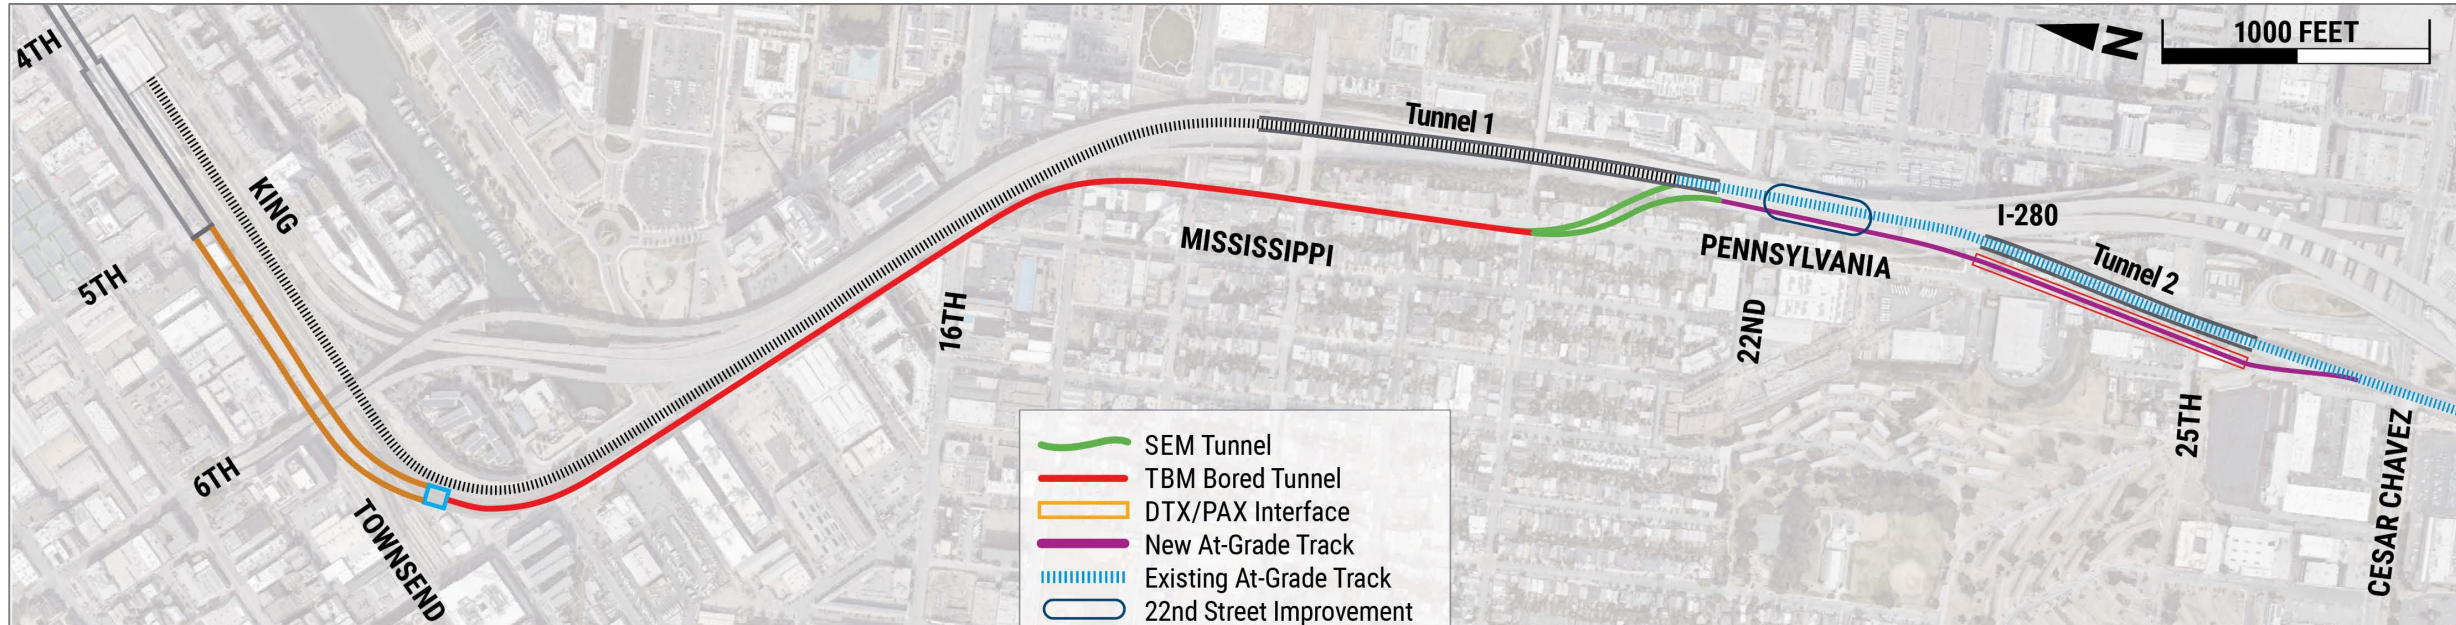 4TH
KING
5TH
6TH
TOWNSEND
16TH
MISSISSIPPI
Tunnel 1
PENNSYLVANIA
22ND
I-280
Tunnel 2
25TH
CESAR CHAVEZ
N
1000 FEET
SEM Tunnel
TBM Bored Tunnel
DTX/PAX Interface
New At-Grade Track
Existing At-Grade Track
22nd Street Improvement